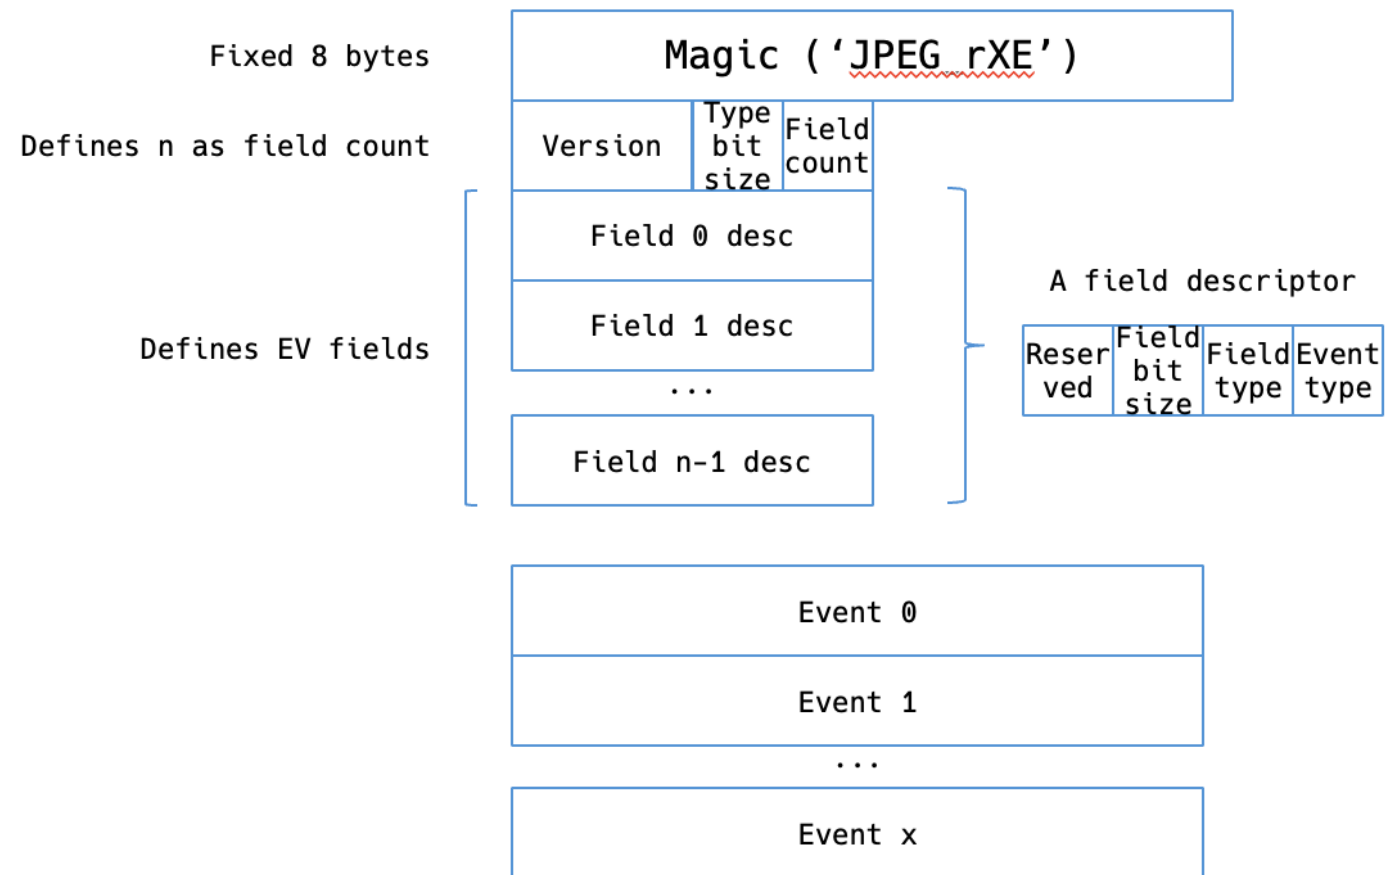 Fixed 8 bytes
Magic (‘JPEG rXE’)
Defines n as field count
Version
Type
bit
size
Field
count
Field 0 desc
Field 1 desc
...
Field n-1 desc
Defines EV fields
A field descriptor
Reser
ved
Field
bit
size
Field
type
Event
type
Event 0
Event 1
...
Event x